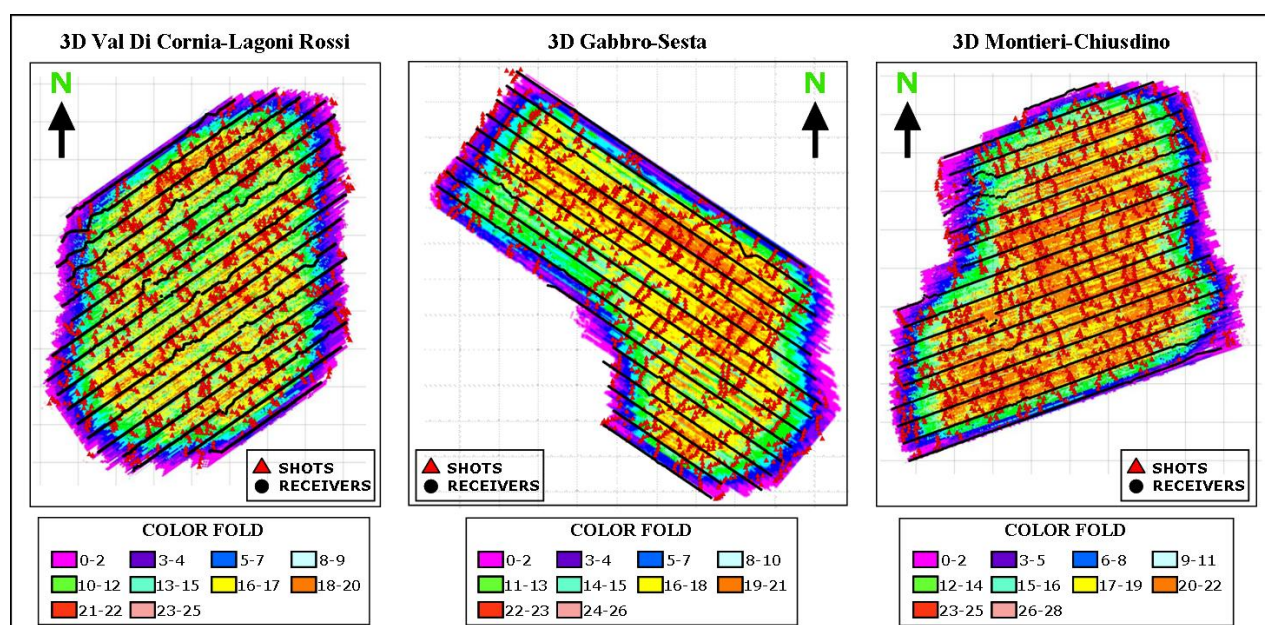 3D Val Di Cornia-Lagoni Rossi
N
SHOTS
RECEIVERS
COLOR FOLD
0-2 3-4 5-7 8-9
10-12 13-15 16-17 18-20
21-22 23-25
3D Gabbro-Sesta
N
SHOTS
RECEIVERS
COLOR FOLD
0-2 3-4 5-7 8-10
11-13 14-15 16-18 19-21
22-23 24-26
3D Montieri-Chiusdino
N
SHOTS
RECEIVERS
COLOR FOLD
0-2 3-5 6-8 9-11
12-14 15-16 17-19 20-22
23-25 26-28